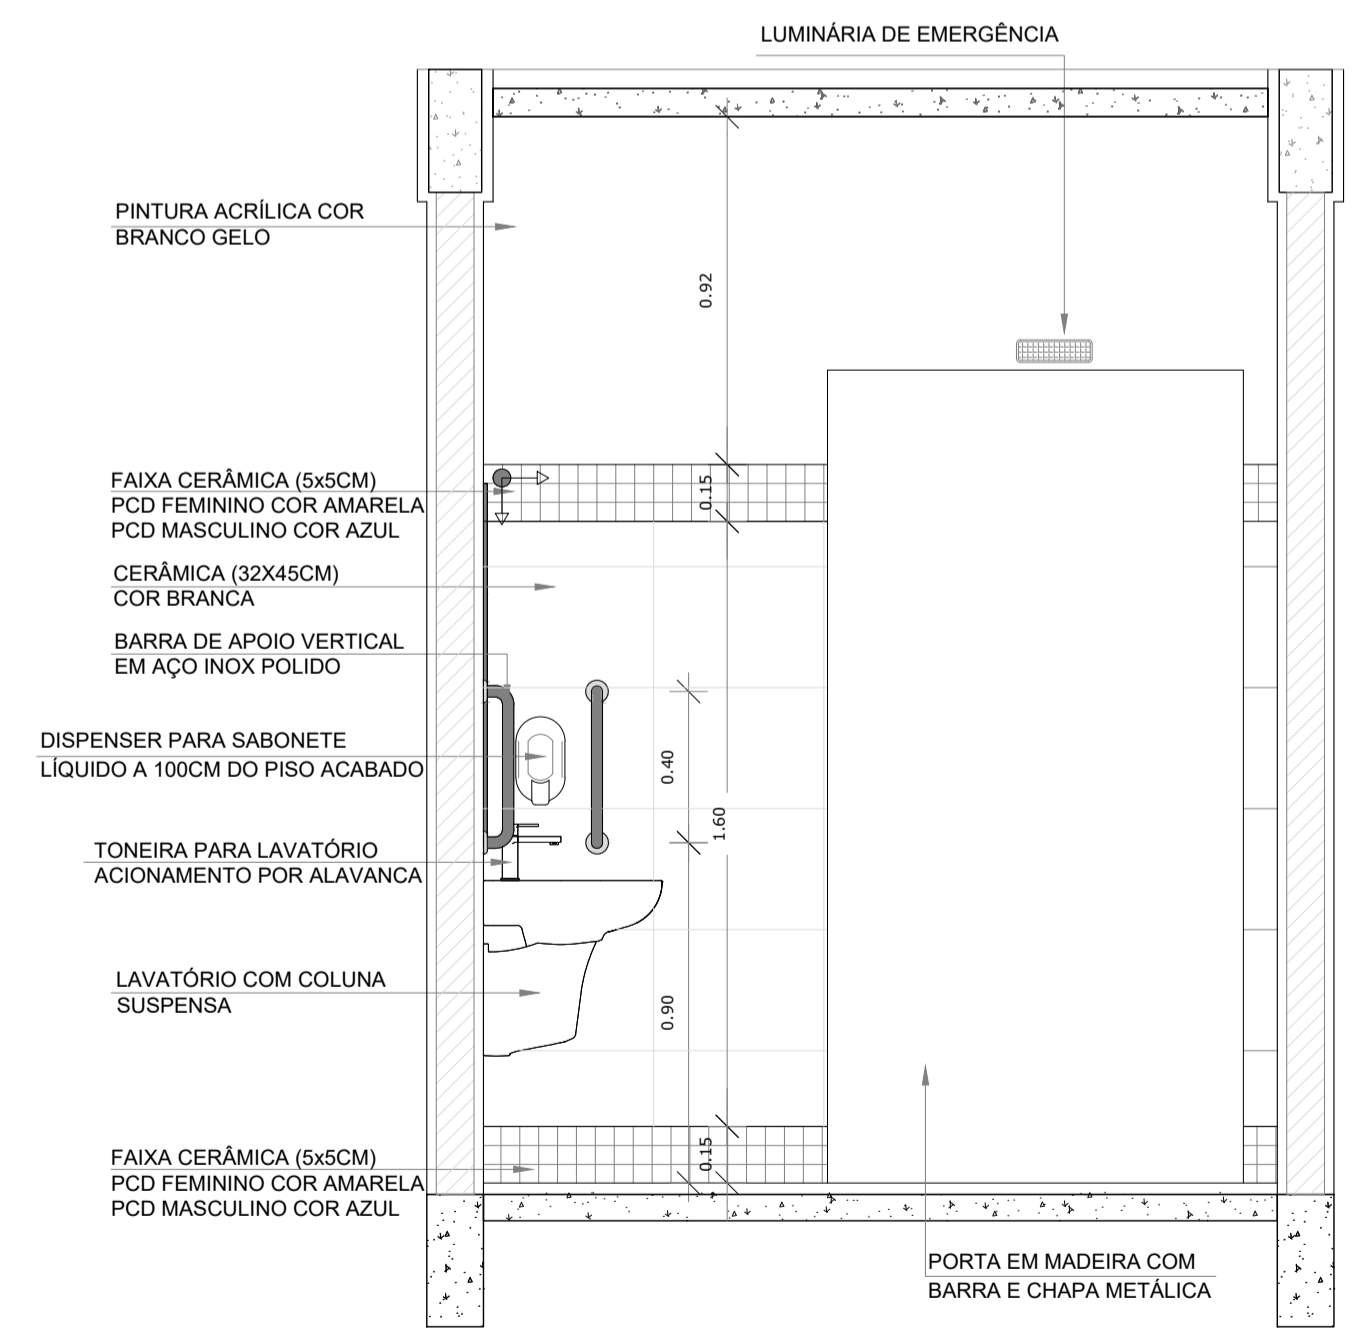 LUMINÁRIA DE EMERGÊNCIA
PINTURA ACRÍLICA COR
BRANCO GELO
0.92
FAIXA CERÂMICA (5x5CM)
PCD FEMININO COR AMARELA
PCD MASCULINO COR AZUL
0.15
CERÂMICA (32X45CM)
COR BRANCA
BARRA DE APOIO VERTICAL
EM AÇO INOX POLIDO
DISPENSER PARA SABONETE
LÍQUIDO A 100CM DO PISO ACABADO
0.40
1.60
TONEIRA PARA LAVATÓRIO
ACIONAMENTO POR ALAVANCA
LAVATÓRIO COM COLUNA
SUSPENSA
0.90
FAIXA CERÂMICA (5x5CM)
PCD FEMININO COR AMARELA
PCD MASCULINO COR AZUL
0.15
PORTA EM MADEIRA COM
BARRA E CHAPA METÁLICA